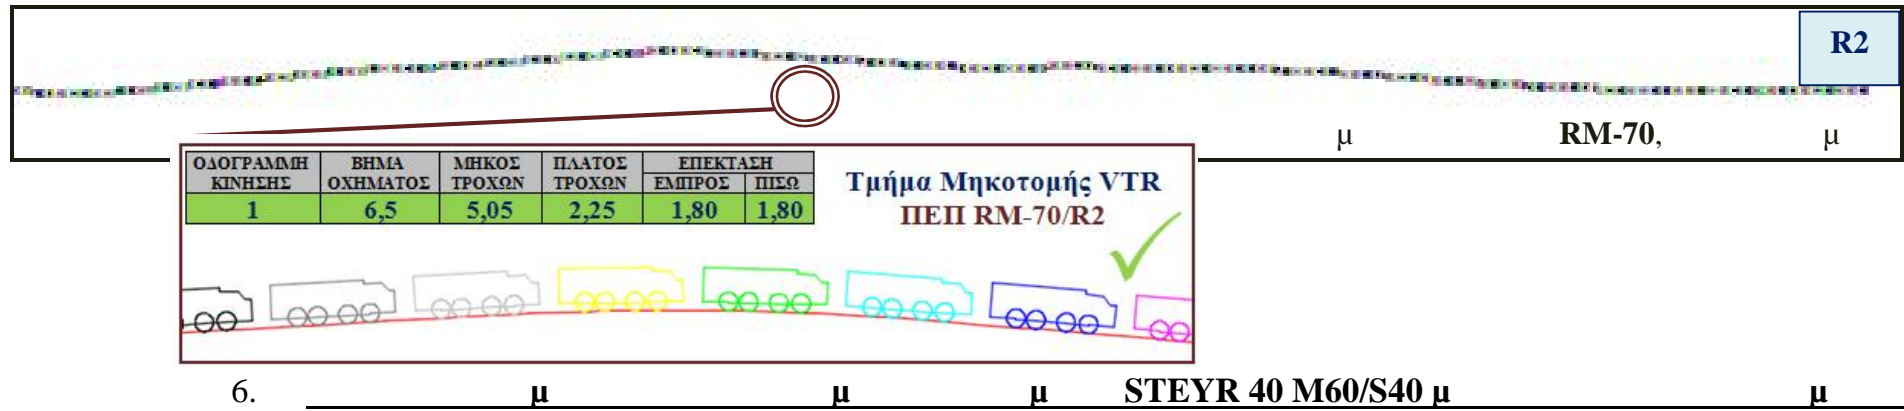 R2
μ RM-70, μ
ΟΔΟΓΡΑΜΜΗ ΚΙΝΗΣΗΣ ΒΗΜΑ ΟΧΗΜΑΤΟΣ ΜΗΚΟΣ ΤΡΟΧΩΝ ΠΛΑΤΟΣ ΤΡΟΧΩΝ ΕΠΕΚΤΑΣΗ
ΕΜΠΡΟΣ ΠΙΣΩ
1 6,5 5,05 2,25 1,80 1,80
Τμήμα Μηκοτομής VTR
ΠΕΠ RM-70/R2
6. μ μ μ STEYR 40 M60/S40 μ μ